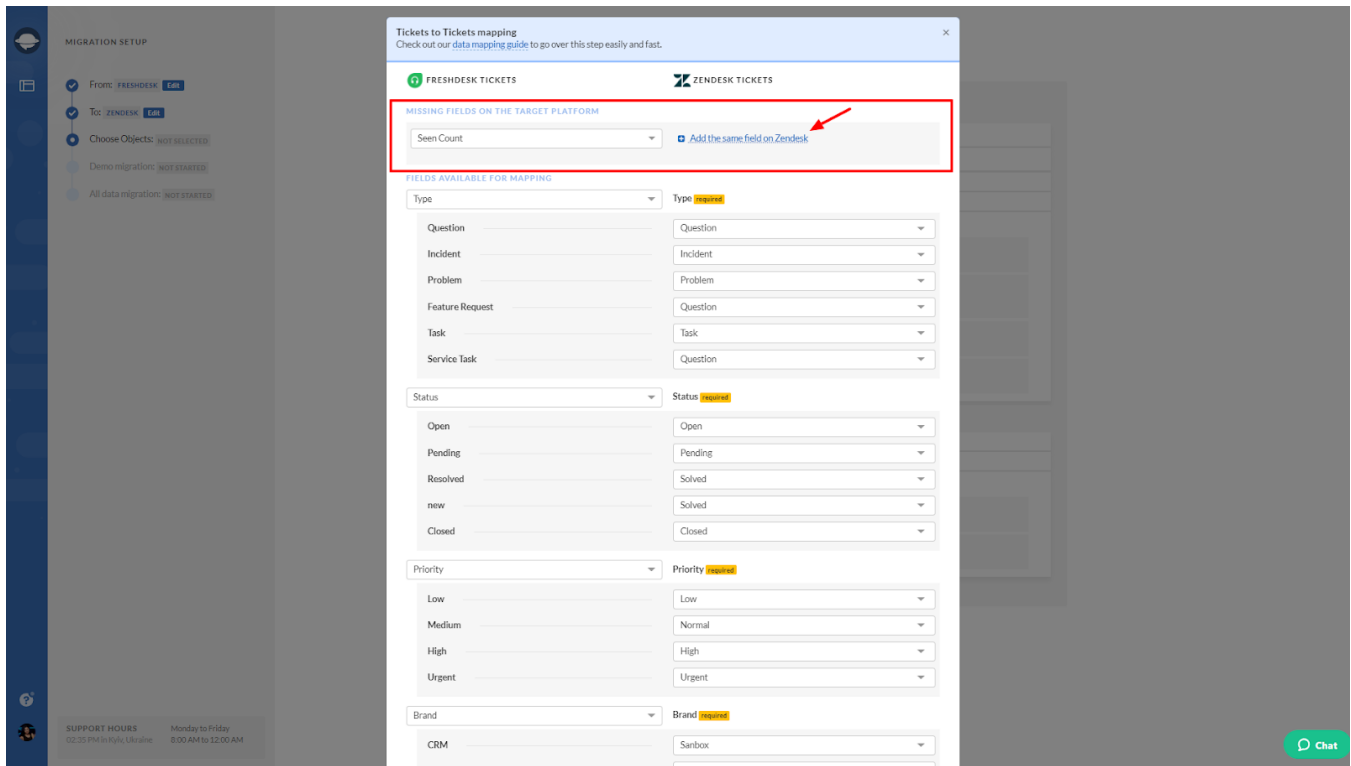 MIGRATION SETUP
From: FRESHDESK Edit
To: ZENDESK Edit
Choose Objects: NOT SELECTED
Demo migration: NOT STARTED
All data migration: NOT STARTED
SUPPORT HOURS Monday to Friday
02:35 PM in Kyiv, Ukraine 8:00 AM to 12:00 AM
Tickets to Tickets mapping ×
Check out our data mapping guide to go over this step easily and fast.
FRESHDESK TICKETS ZENDESK TICKETS
MISSING FIELDS ON THE TARGET PLATFORM
Seen Count Add the same field on Zendesk
FIELDS AVAILABLE FOR MAPPING
Type Type required
Question Question
Incident Incident
Problem Problem
Feature Request Question
Task Task
Service Task Question
Status Status required
Open Open
Pending Pending
Resolved Solved
new Solved
Closed Closed
Priority Priority required
Low Low
Medium Normal
High High
Urgent Urgent
Brand Brand required
CRM Sanbox
Chat